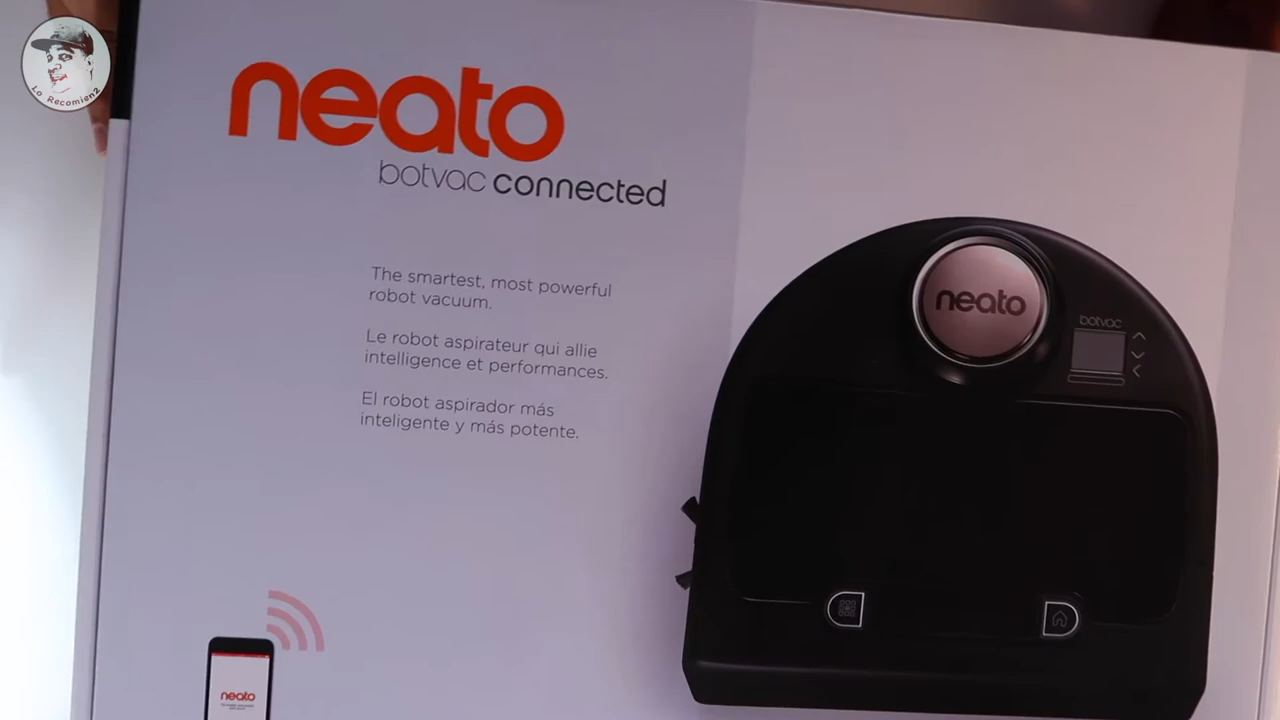 Lo Recomien2
neato
botvac connected
The smartest, most powerful
robot vacuum.
Le robot aspirateur qui allie
intelligence et performances.
El robot aspirador más
inteligente y más potente.
neato
botvac
neato